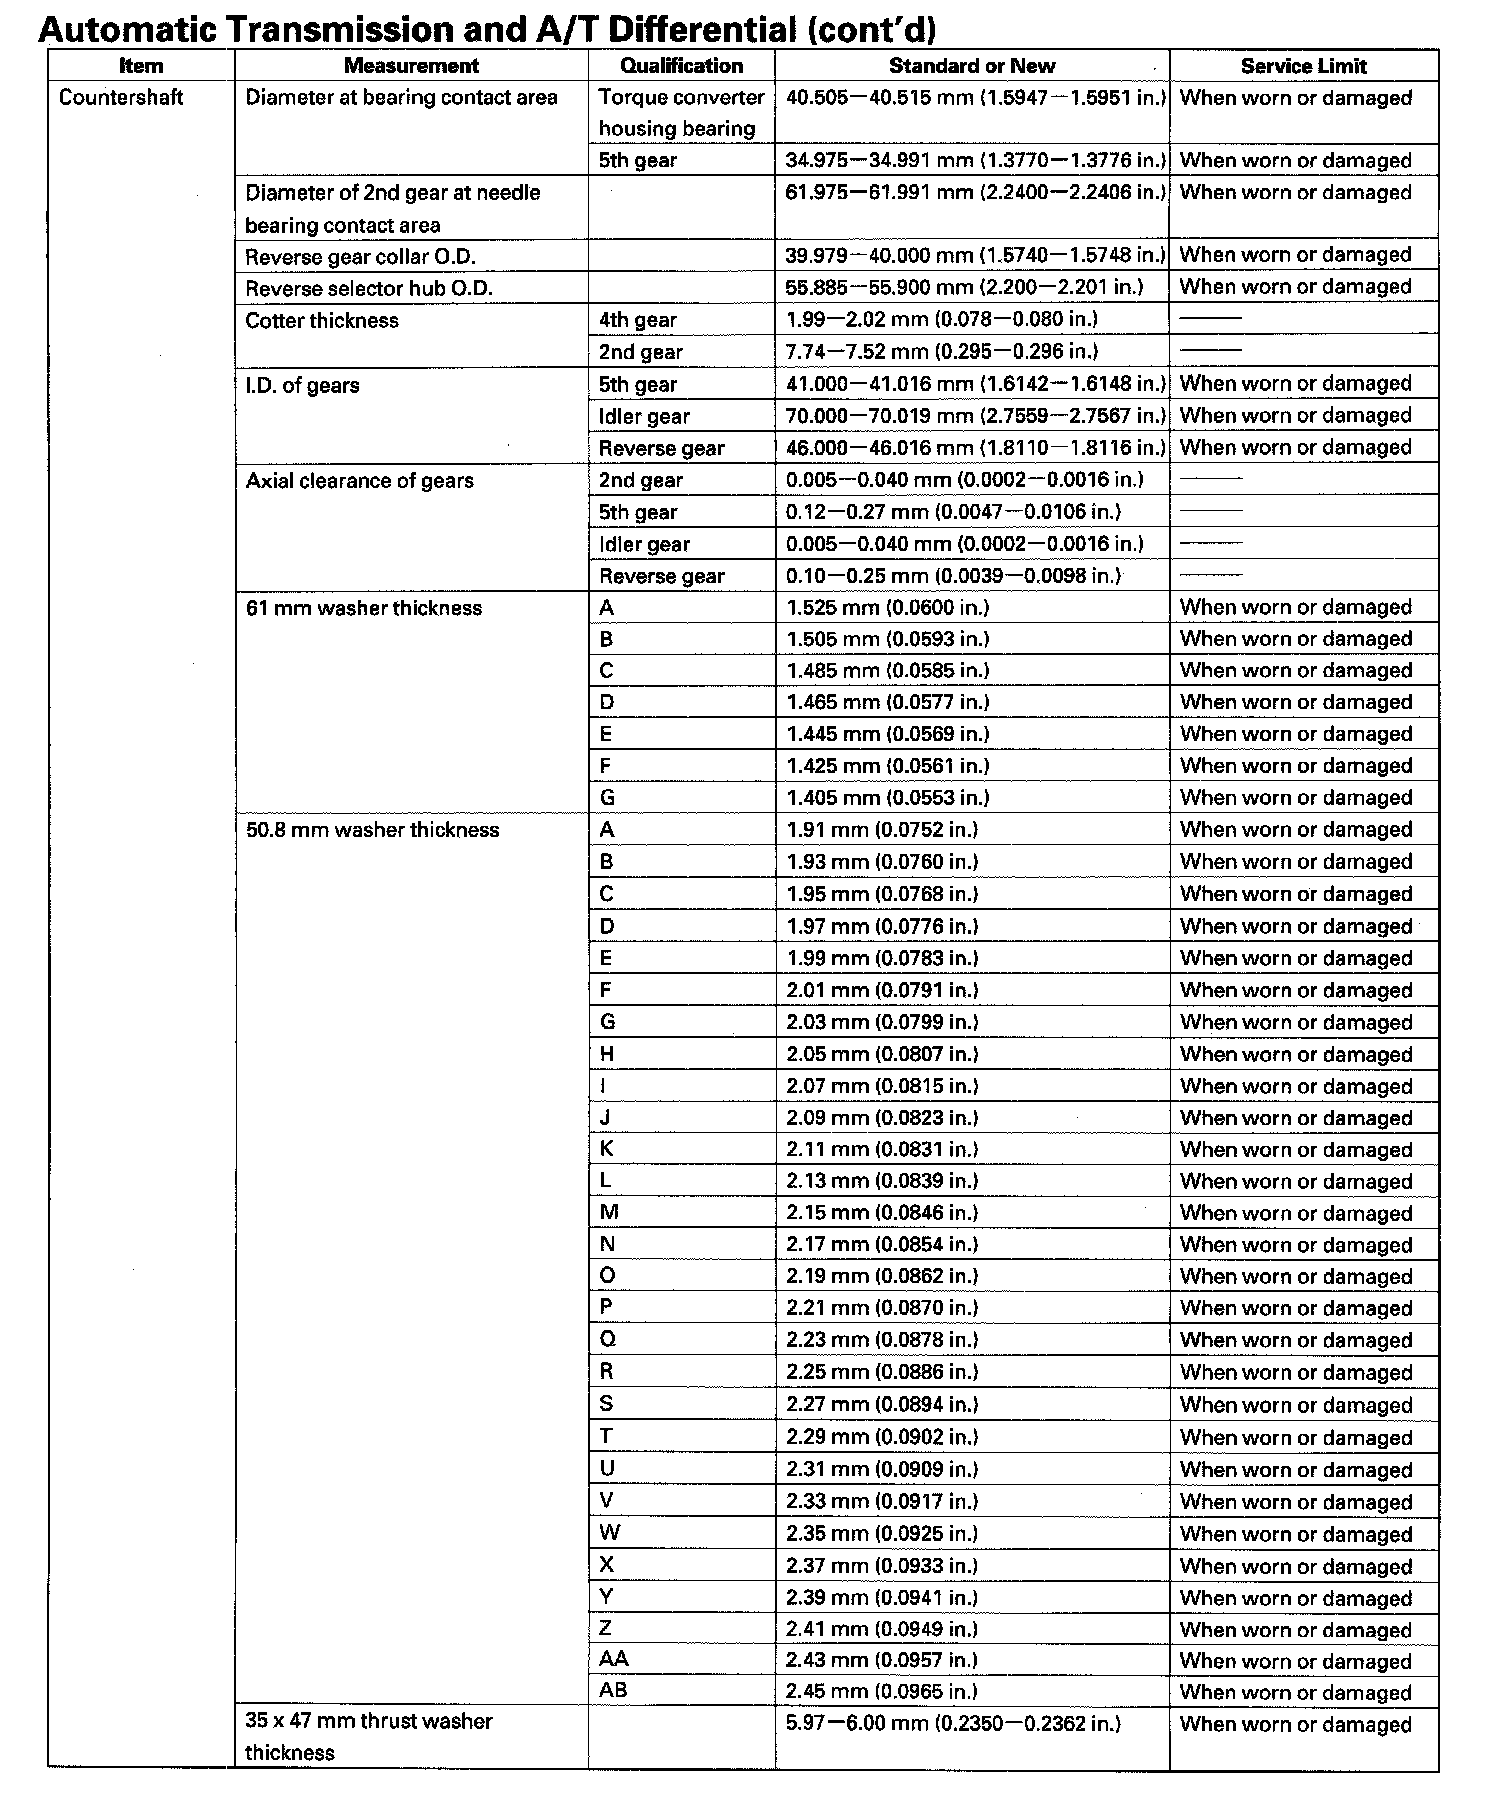 Automatic Transmission and A/T Differential (cont'd)
Item Measurement Qualification Standard or New Service Limit
Countershaft Diameter at bearing contact area Torque converter 40.505—40.515 mm (1.5947—1.5951 in.) When worn or damaged
housing bearing
5th gear 34.975—34.991 mm (1.3770—1.3776 in.) When worn or damaged
Diameter of 2nd gear at needle 61.975—61.991 mm (2.2400—2.2406 in.) When worn or damaged
bearing contact area
Reverse gear collar O.D. 39.979—40.000 mm (1.5740—1.5748 in.) When worn or damaged
Reverse selector hub O.D. 55.885—55.900 mm (2.200—2.201 in.) When worn or damaged
Cotter thickness 4th gear 1.99—2.02 mm (0.078—0.080 in.) ——
2nd gear 7.74—7.52 mm (0.295—0.296 in.) ——
I.D. of gears 5th gear 41.000—41.016 mm (1.6142—1.6148 in.) When worn or damaged
Idler gear 70.000—70.019 mm (2.7559—2.7567 in.) When worn or damaged
Reverse gear 46.000—46.016 mm (1.8110—1.8116 in.) When worn or damaged
Axial clearance of gears 2nd gear 0.005—0.040 mm (0.0002—0.0016 in.) ——
5th gear 0.12—0.27 mm (0.0047—0.0106 in.) ——
Idler gear 0.005—0.040 mm (0.0002—0.0016 in.) ——
Reverse gear 0.10—0.25 mm (0.0039—0.0098 in.) ——
61 mm washer thickness A 1.525 mm (0.0600 in.) When worn or damaged
B 1.505 mm (0.0593 in.) When worn or damaged
C 1.485 mm (0.0585 in.) When worn or damaged
D 1.465 mm (0.0577 in.) When worn or damaged
E 1.445 mm (0.0569 in.) When worn or damaged
F 1.425 mm (0.0561 in.) When worn or damaged
G 1.405 mm (0.0553 in.) When worn or damaged
50.8 mm washer thickness A 1.91 mm (0.0752 in.) When worn or damaged
B 1.93 mm (0.0760 in.) When worn or damaged
C 1.95 mm (0.0768 in.) When worn or damaged
D 1.97 mm (0.0776 in.) When worn or damaged
E 1.99 mm (0.0783 in.) When worn or damaged
F 2.01 mm (0.0791 in.) When worn or damaged
G 2.03 mm (0.0799 in.) When worn or damaged
H 2.05 mm (0.0807 in.) When worn or damaged
I 2.07 mm (0.0815 in.) When worn or damaged
J 2.09 mm (0.0823 in.) When worn or damaged
K 2.11 mm (0.0831 in.) When worn or damaged
L 2.13 mm (0.0839 in.) When worn or damaged
M 2.15 mm (0.0846 in.) When worn or damaged
N 2.17 mm (0.0854 in.) When worn or damaged
O 2.19 mm (0.0862 in.) When worn or damaged
P 2.21 mm (0.0870 in.) When worn or damaged
Q 2.23 mm (0.0878 in.) When worn or damaged
R 2.25 mm (0.0886 in.) When worn or damaged
S 2.27 mm (0.0894 in.) When worn or damaged
T 2.29 mm (0.0902 in.) When worn or damaged
U 2.31 mm (0.0909 in.) When worn or damaged
V 2.33 mm (0.0917 in.) When worn or damaged
W 2.35 mm (0.0925 in.) When worn or damaged
X 2.37 mm (0.0933 in.) When worn or damaged
Y 2.39 mm (0.0941 in.) When worn or damaged
Z 2.41 mm (0.0949 in.) When worn or damaged
AA 2.43 mm (0.0957 in.) When worn or damaged
AB 2.45 mm (0.0965 in.) When worn or damaged
35 x 47 mm thrust washer 5.97—6.00 mm (0.2350—0.2362 in.) When worn or damaged
thickness